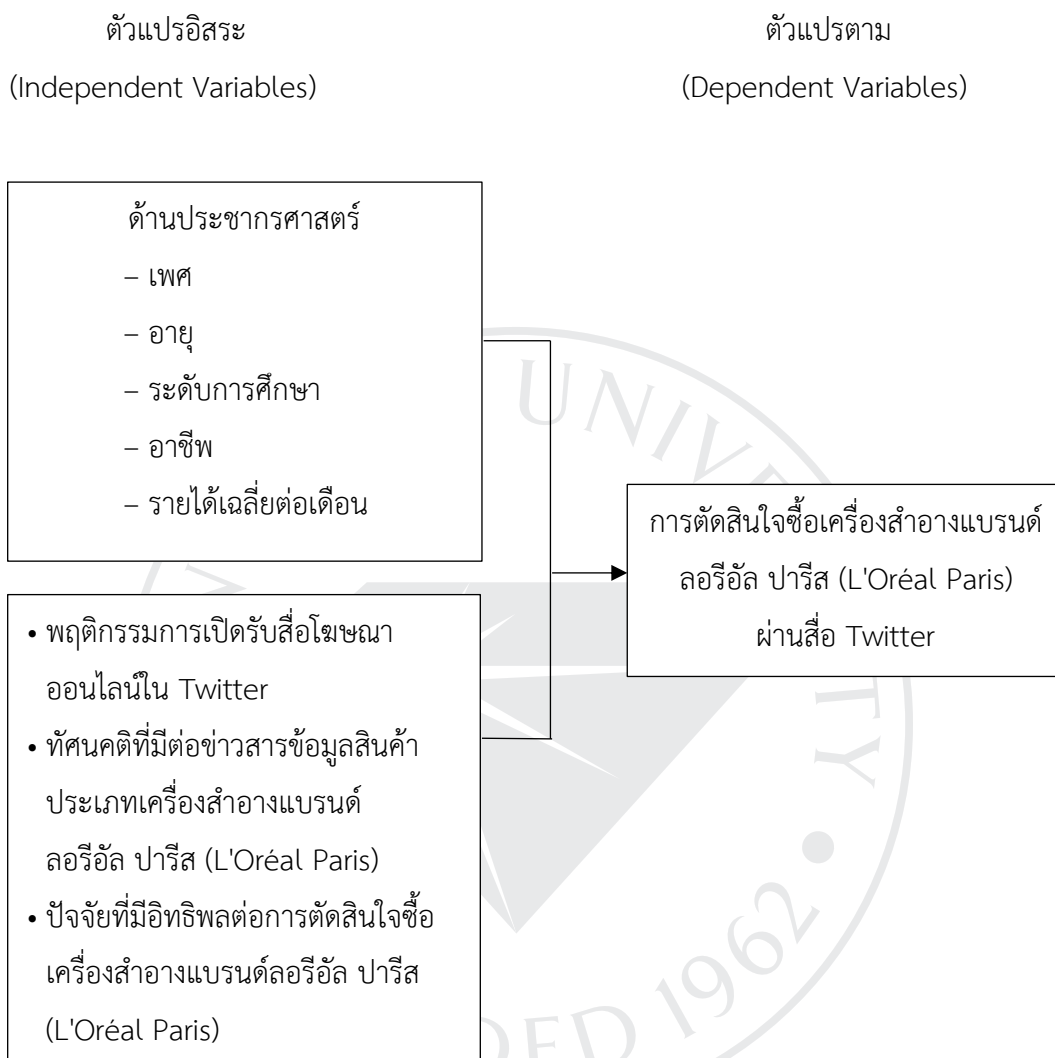 ตัวแปรอิสระ
(Independent Variables)
ตัวแปรตาม
(Dependent Variables)
ด้านประชากรศาสตร์
– เพศ
– อายุ
– ระดับการศึกษา
– อาชีพ
– รายได้เฉลี่ยต่อเดือน
• พฤติกรรมการเปิดรับสื่อโฆษณา
ออนไลน์ใน Twitter
• ทัศนคติที่มีต่อข่าวสารข้อมูลสินค้า
ประเภทเครื่องสำอางแบรนด์
ลอรีอัล ปารีส (L'Oréal Paris)
• ปัจจัยที่มีอิทธิพลต่อการตัดสินใจซื้อ
เครื่องสำอางแบรนด์ลอรีอัล ปารีส
(L'Oréal Paris)
การตัดสินใจซื้อเครื่องสำอางแบรนด์
ลอรีอัล ปารีส (L'Oréal Paris)
ผ่านสื่อ Twitter
1962